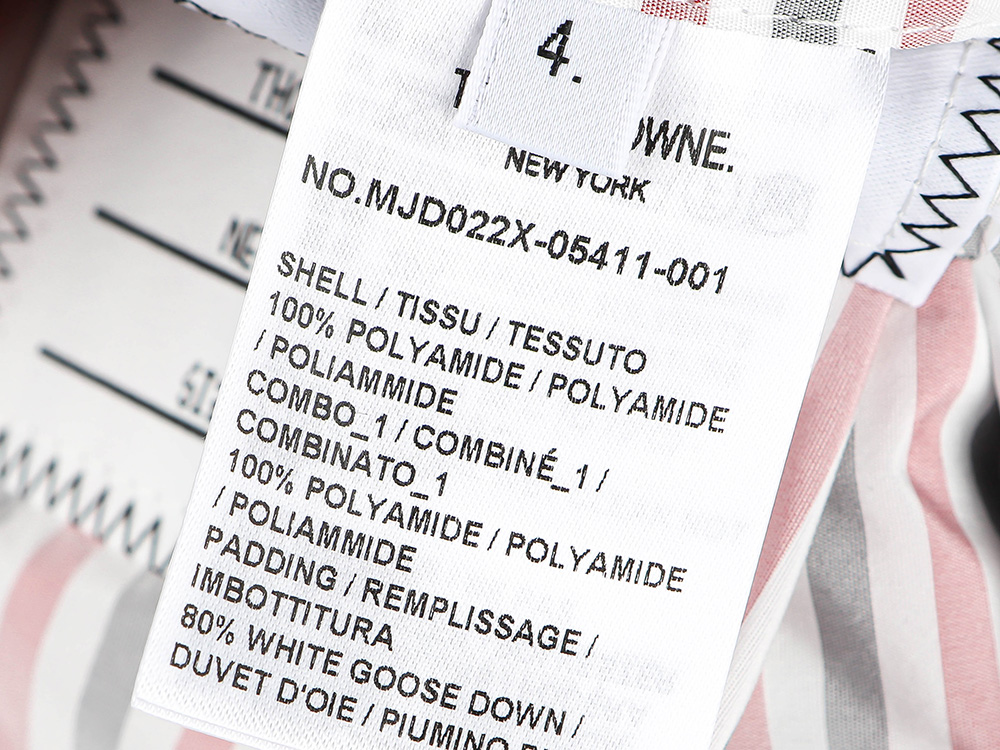 4.
OWNE.
NEW YORK
NO.MJD022X-05411-001
SHELL / TISSU / TESSUTO
100% POLYAMIDE / POLYAMIDE
/ POLIAMMIDE
COMBO_1 / COMBINÉ_1 /
COMBINATO_1
100% POLYAMIDE / POLYAMIDE
/ POLIAMMIDE
PADDING / REMPLISSAGE /
IMBOTTITURA
80% WHITE GOOSE DOWN /
DUVET D'OIE / PIUMINO